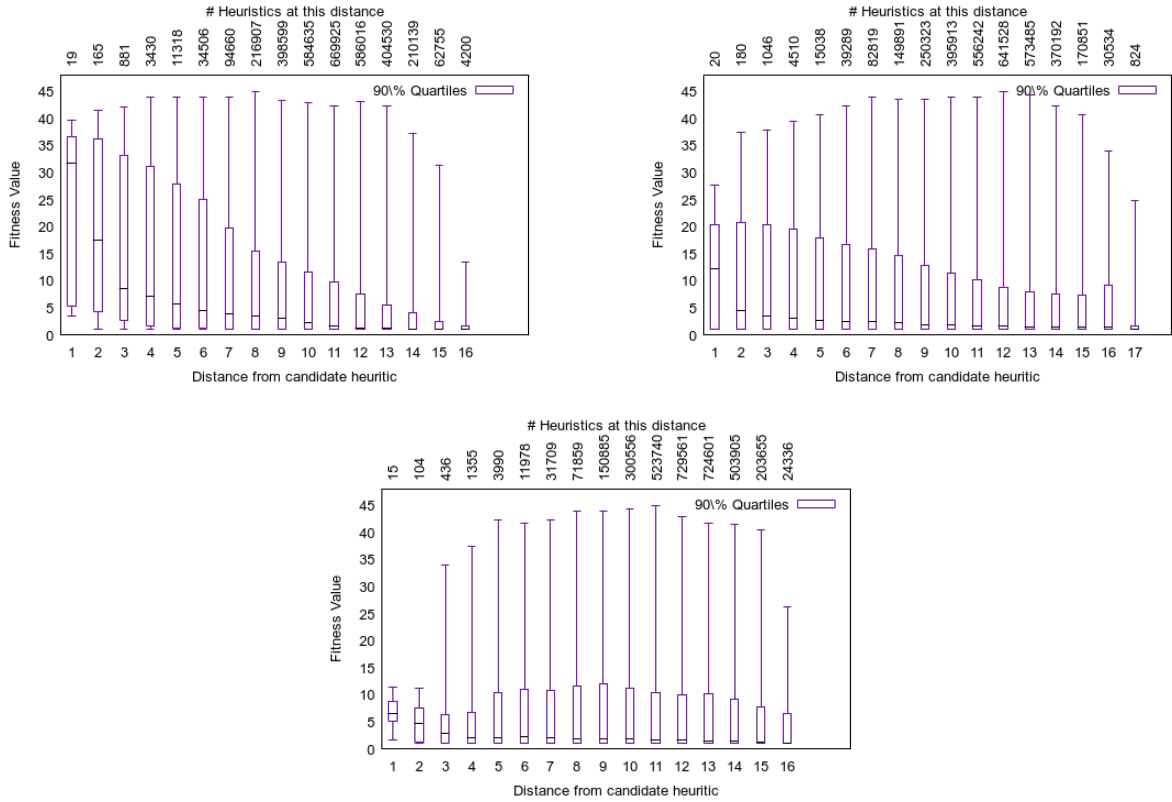 # Heuristics at this distance
19 165 881 3430 11318 34506 94660 216907 398599 584635 669925 586016 404530 210139 62755 4200
90\% Quartiles
45
40
35
30
25
20
15
10
5
0
Fitness Value
1 2 3 4 5 6 7 8 9 10 11 12 13 14 15 16
Distance from candidate heuritic
# Heuristics at this distance
20 180 1046 4510 15038 39289 82819 149891 250323 395913 556242 641528 573485 370192 170851 30534 824
90\% Quartiles
45
40
35
30
25
20
15
10
5
0
Fitness Value
1 2 3 4 5 6 7 8 9 10 11 12 13 14 15 16 17
Distance from candidate heuritic
# Heuristics at this distance
15 104 436 1355 3990 11978 31709 71859 150885 300556 523740 729561 724601 503905 203655 24336
90\% Quartiles
45
40
35
30
25
20
15
10
5
0
Fitness Value
1 2 3 4 5 6 7 8 9 10 11 12 13 14 15 16
Distance from candidate heuritic